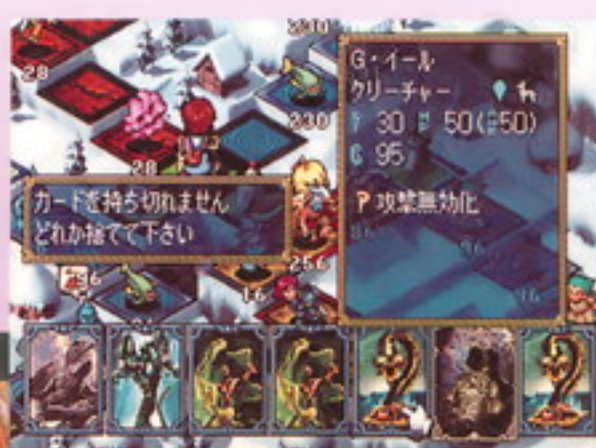 2300
28
230
28
カードを持ち切れません
どれか捨てて下さい
256
16
G・イール
クリーチャー
30 50(50)
G 95
攻撃無効化